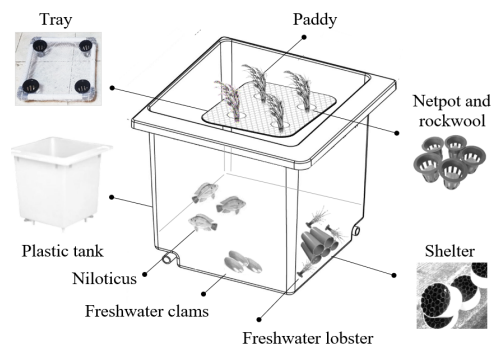 Tray
Paddy
Netpot and
rockwool
Plastic tank
Niloticus
Freshwater clams
Shelter
Freshwater lobster